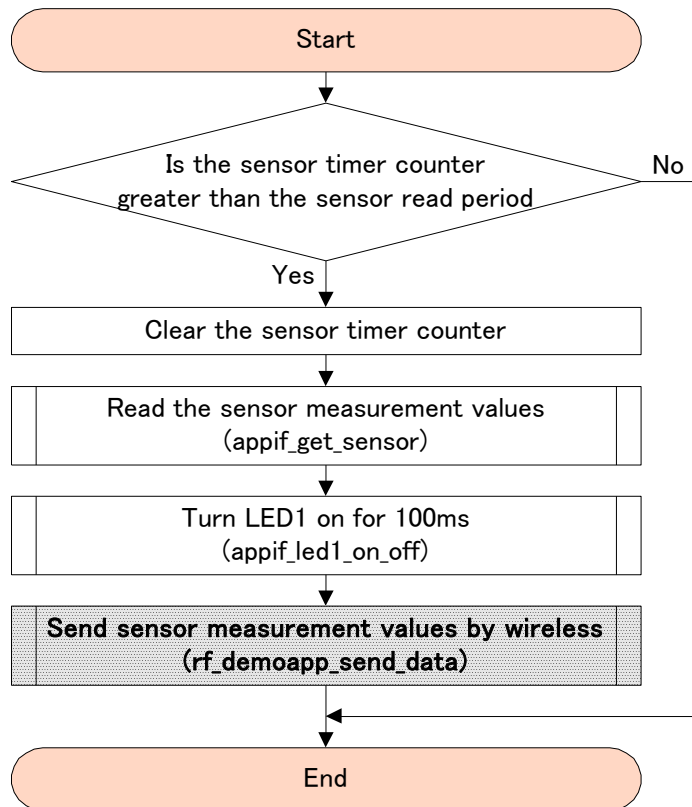 Start
Is the sensor timer counter
greater than the sensor read period
No
Yes
Clear the sensor timer counter
Read the sensor measurement values
(appif_get_sensor)
Turn LED1 on for 100ms
(appif_led1_on_off)
Send sensor measurement values by wireless
(rf_demoapp_send_data)
End